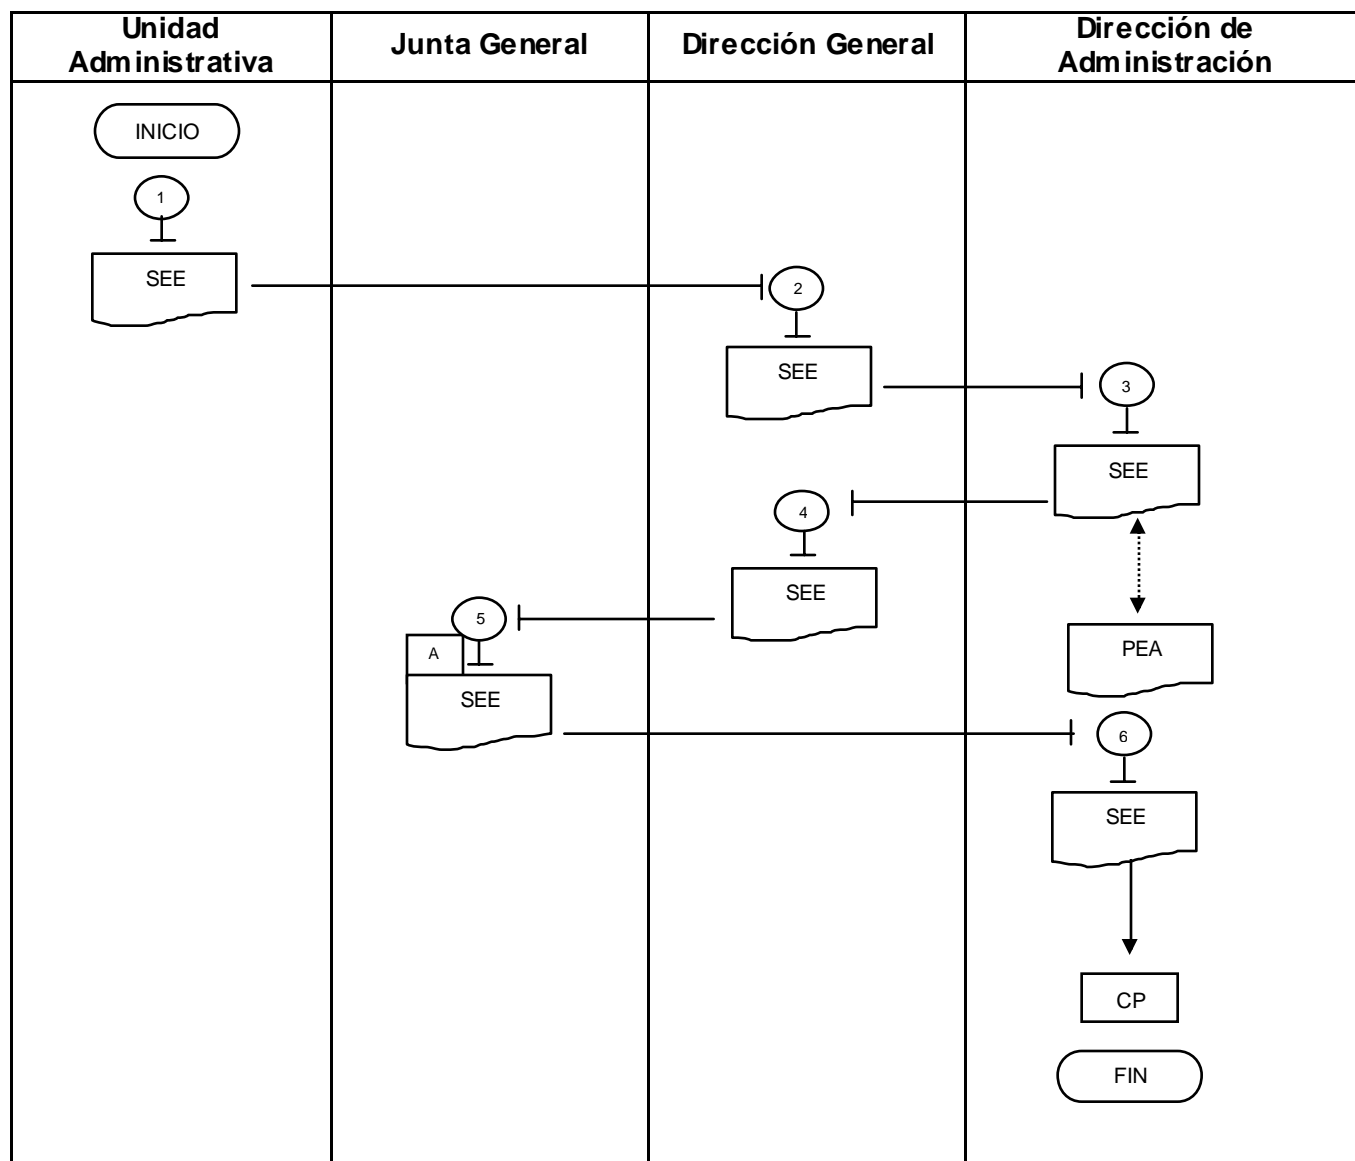 Unidad
Administrativa
Junta General
Dirección General
Dirección de
Administración
INICIO
1
SEE
2
SEE
3
SEE
4
SEE
5
A
SEE
PEA
6
SEE
CP
FIN